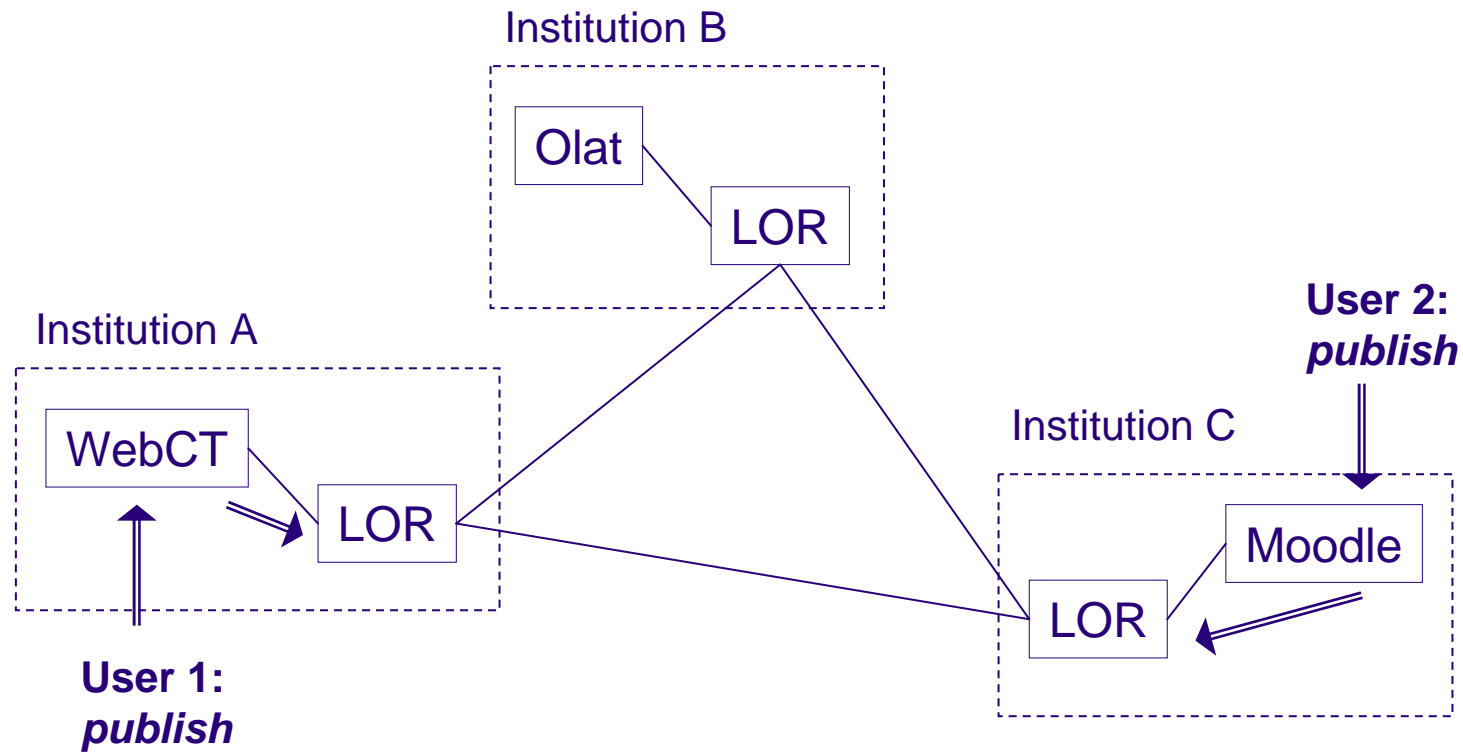 Institution B
Olat
LOR
Institution A
WebCT
LOR
User 1:
publish
User 2:
publish
Institution C
Moodle
LOR